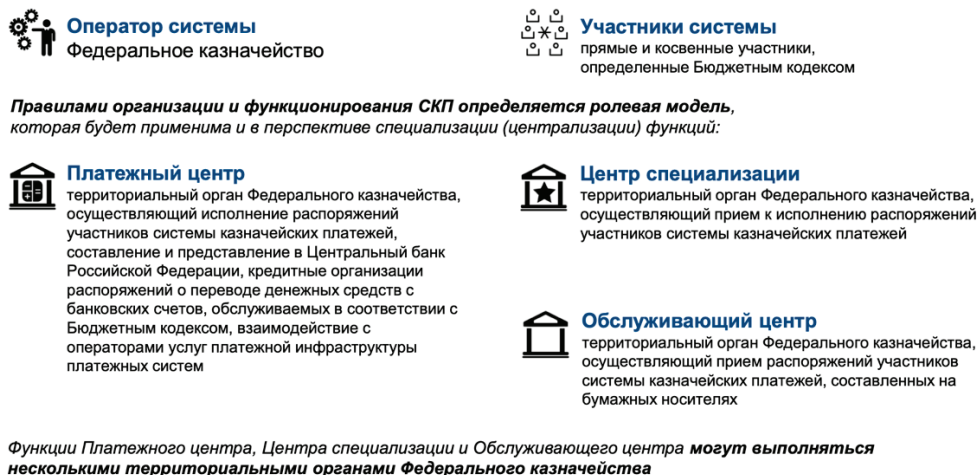 Оператор системы
Федеральное казначейство
Участники системы
прямые и косвенные участники,
определенные Бюджетным кодексом
Правилами организации и функционирования СКП определяется ролевая модель,
которая будет применима и в перспективе специализации (централизации) функций:
Платежный центр
территориальный орган Федерального казначейства,
осуществляющий исполнение распоряжений
участников системы казначейских платежей,
составление и представление в Центральный банк
Российской Федерации, кредитные организации
распоряжений о переводе денежных средств с
банковских счетов, обслуживаемых в соответствии с
Бюджетным кодексом, взаимодействие с
операторами услуг платежной инфраструктуры
платежных систем
Центр специализации
территориальный орган Федерального казначейства,
осуществляющий прием к исполнению распоряжений
участников системы казначейских платежей
Обслуживающий центр
территориальный орган Федерального казначейства,
осуществляющий прием распоряжений участников
системы казначейских платежей, составленных на
бумажных носителях
Функции Платежного центра, Центра специализации и Обслуживающего центра могут выполняться
несколькими территориальными органами Федерального казначейства